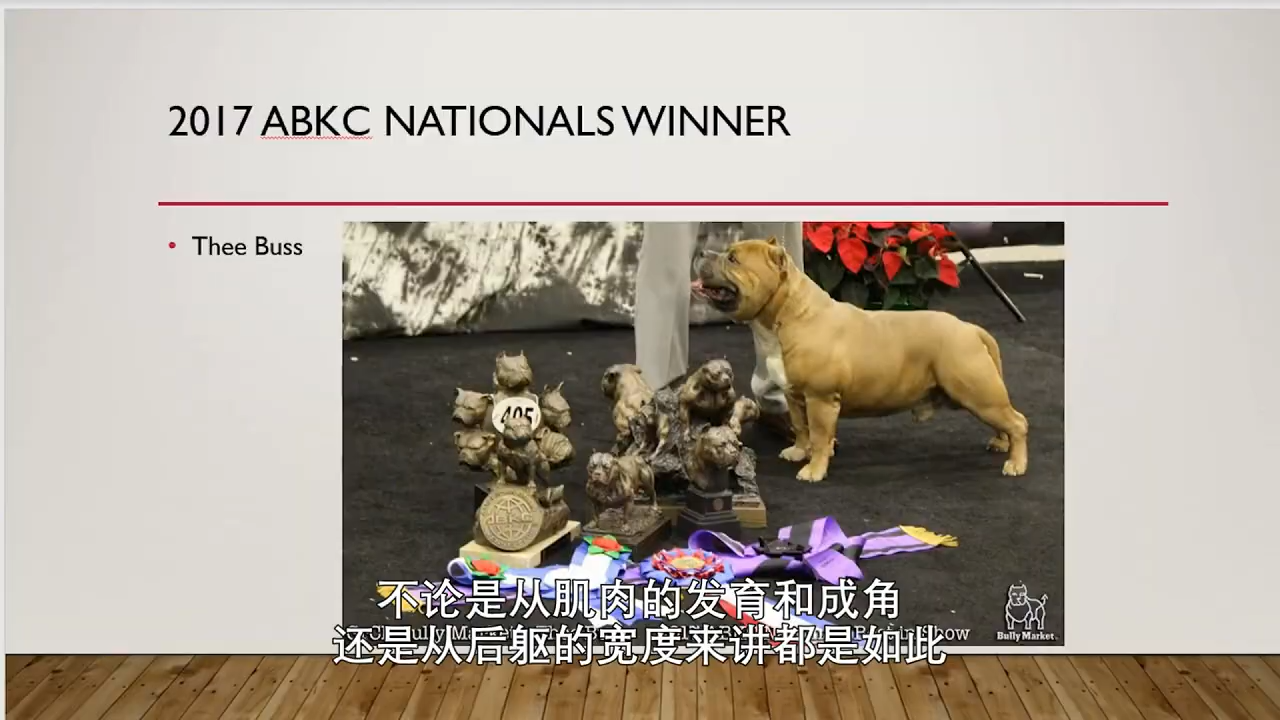 2017 ABKC NATIONALS WINNER
• Thee Buss
405
ABKC
Bully Market
不论是从肌肉的发育和成角
还是从后躯的宽度来讲都是如此